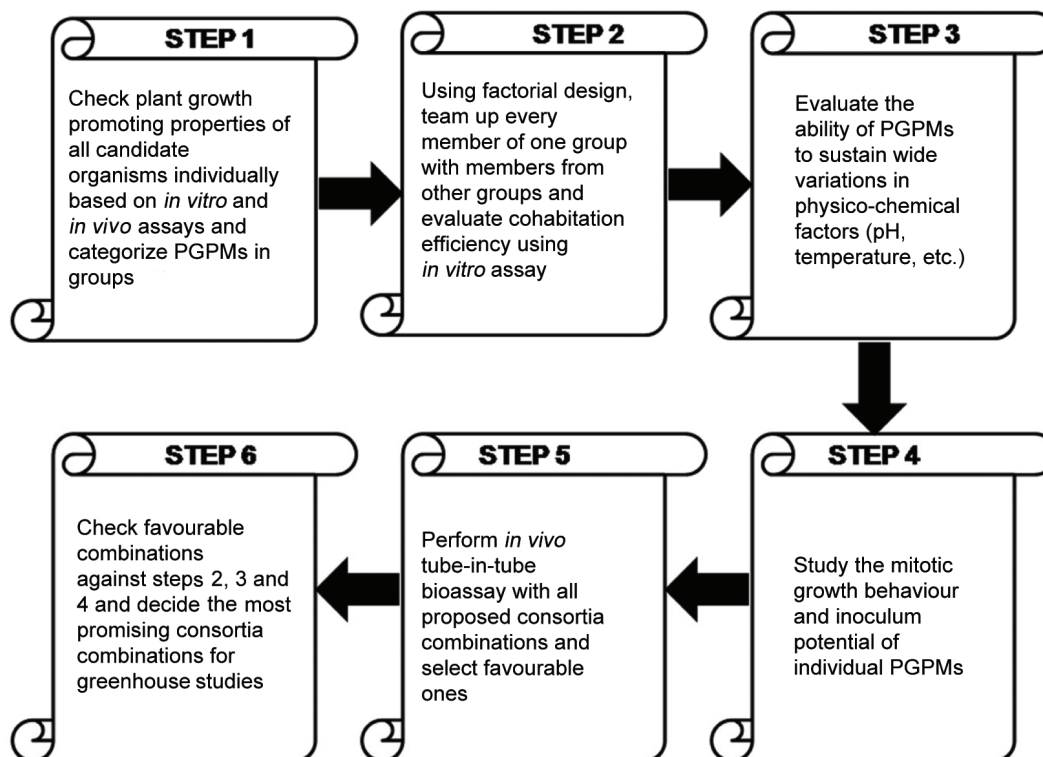 STEP 1
Check plant growth
promoting properties of
all candidate
organisms individually
based on in vitro and
in vivo assays and
categorize PGPMs in
groups
STEP 2
Using factorial design,
team up every
member of one group
with members from
other groups and
evaluate cohabitation
efficiency using
in vitro assay
STEP 3
Evaluate the
ability of PGPMs
to sustain wide
variations in
physico-chemical
factors (pH,
temperature, etc.)
STEP 4
Study the mitotic
growth behaviour
and inoculum
potential of
individual PGPMs
STEP 5
Perform in vivo
tube-in-tube
bioassay with all
proposed consortia
combinations and
select favourable
ones
STEP 6
Check favourable
combinations
against steps 2, 3 and
4 and decide the most
promising consortia
combinations for
greenhouse studies